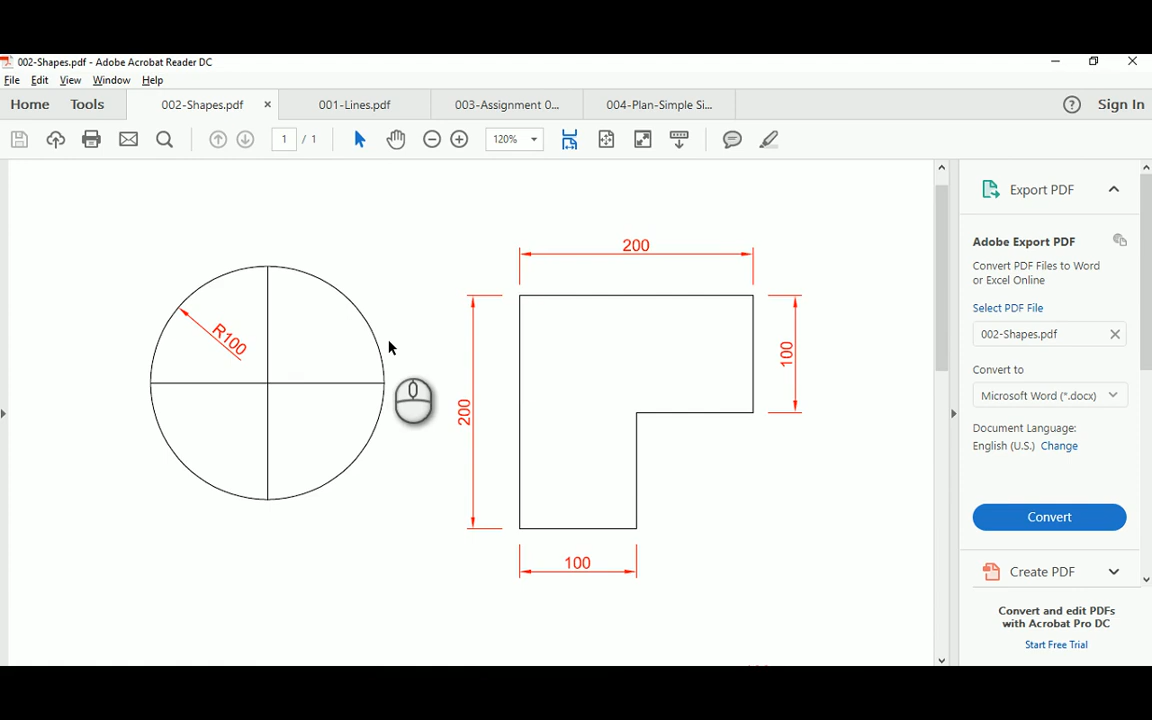 002-Shapes.pdf - Adobe Acrobat Reader DC
File Edit View Window Help
Home Tools 002-Shapes.pdf 001-Lines.pdf 003-Assignment 0... 004-Plan-Simple Si... Sign In
1 / 1 120%
Export PDF
Adobe Export PDF
Convert PDF Files to Word
or Excel Online
Select PDF File
002-Shapes.pdf
Convert to
Microsoft Word (*.docx)
Document Language:
English (U.S.) Change
Convert
Create PDF
Convert and edit PDFs
with Acrobat Pro DC
Start Free Trial
R100
200
200
100
100